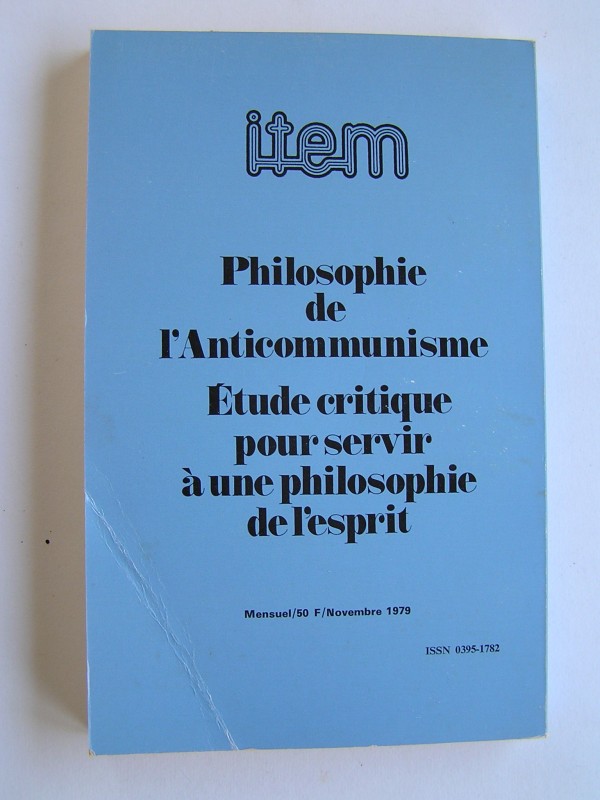 item
Philosophie
de
l'Anticommunisme
Étude critique
pour servir
à une philosophie
de l'esprit
Mensuel/50 F/Novembre 1979
ISSN 0395-1782